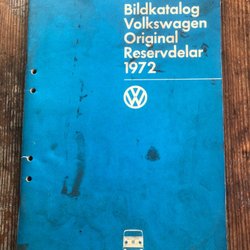 Bildkatalog
Volkswagen
Original
Reservdelar
1972